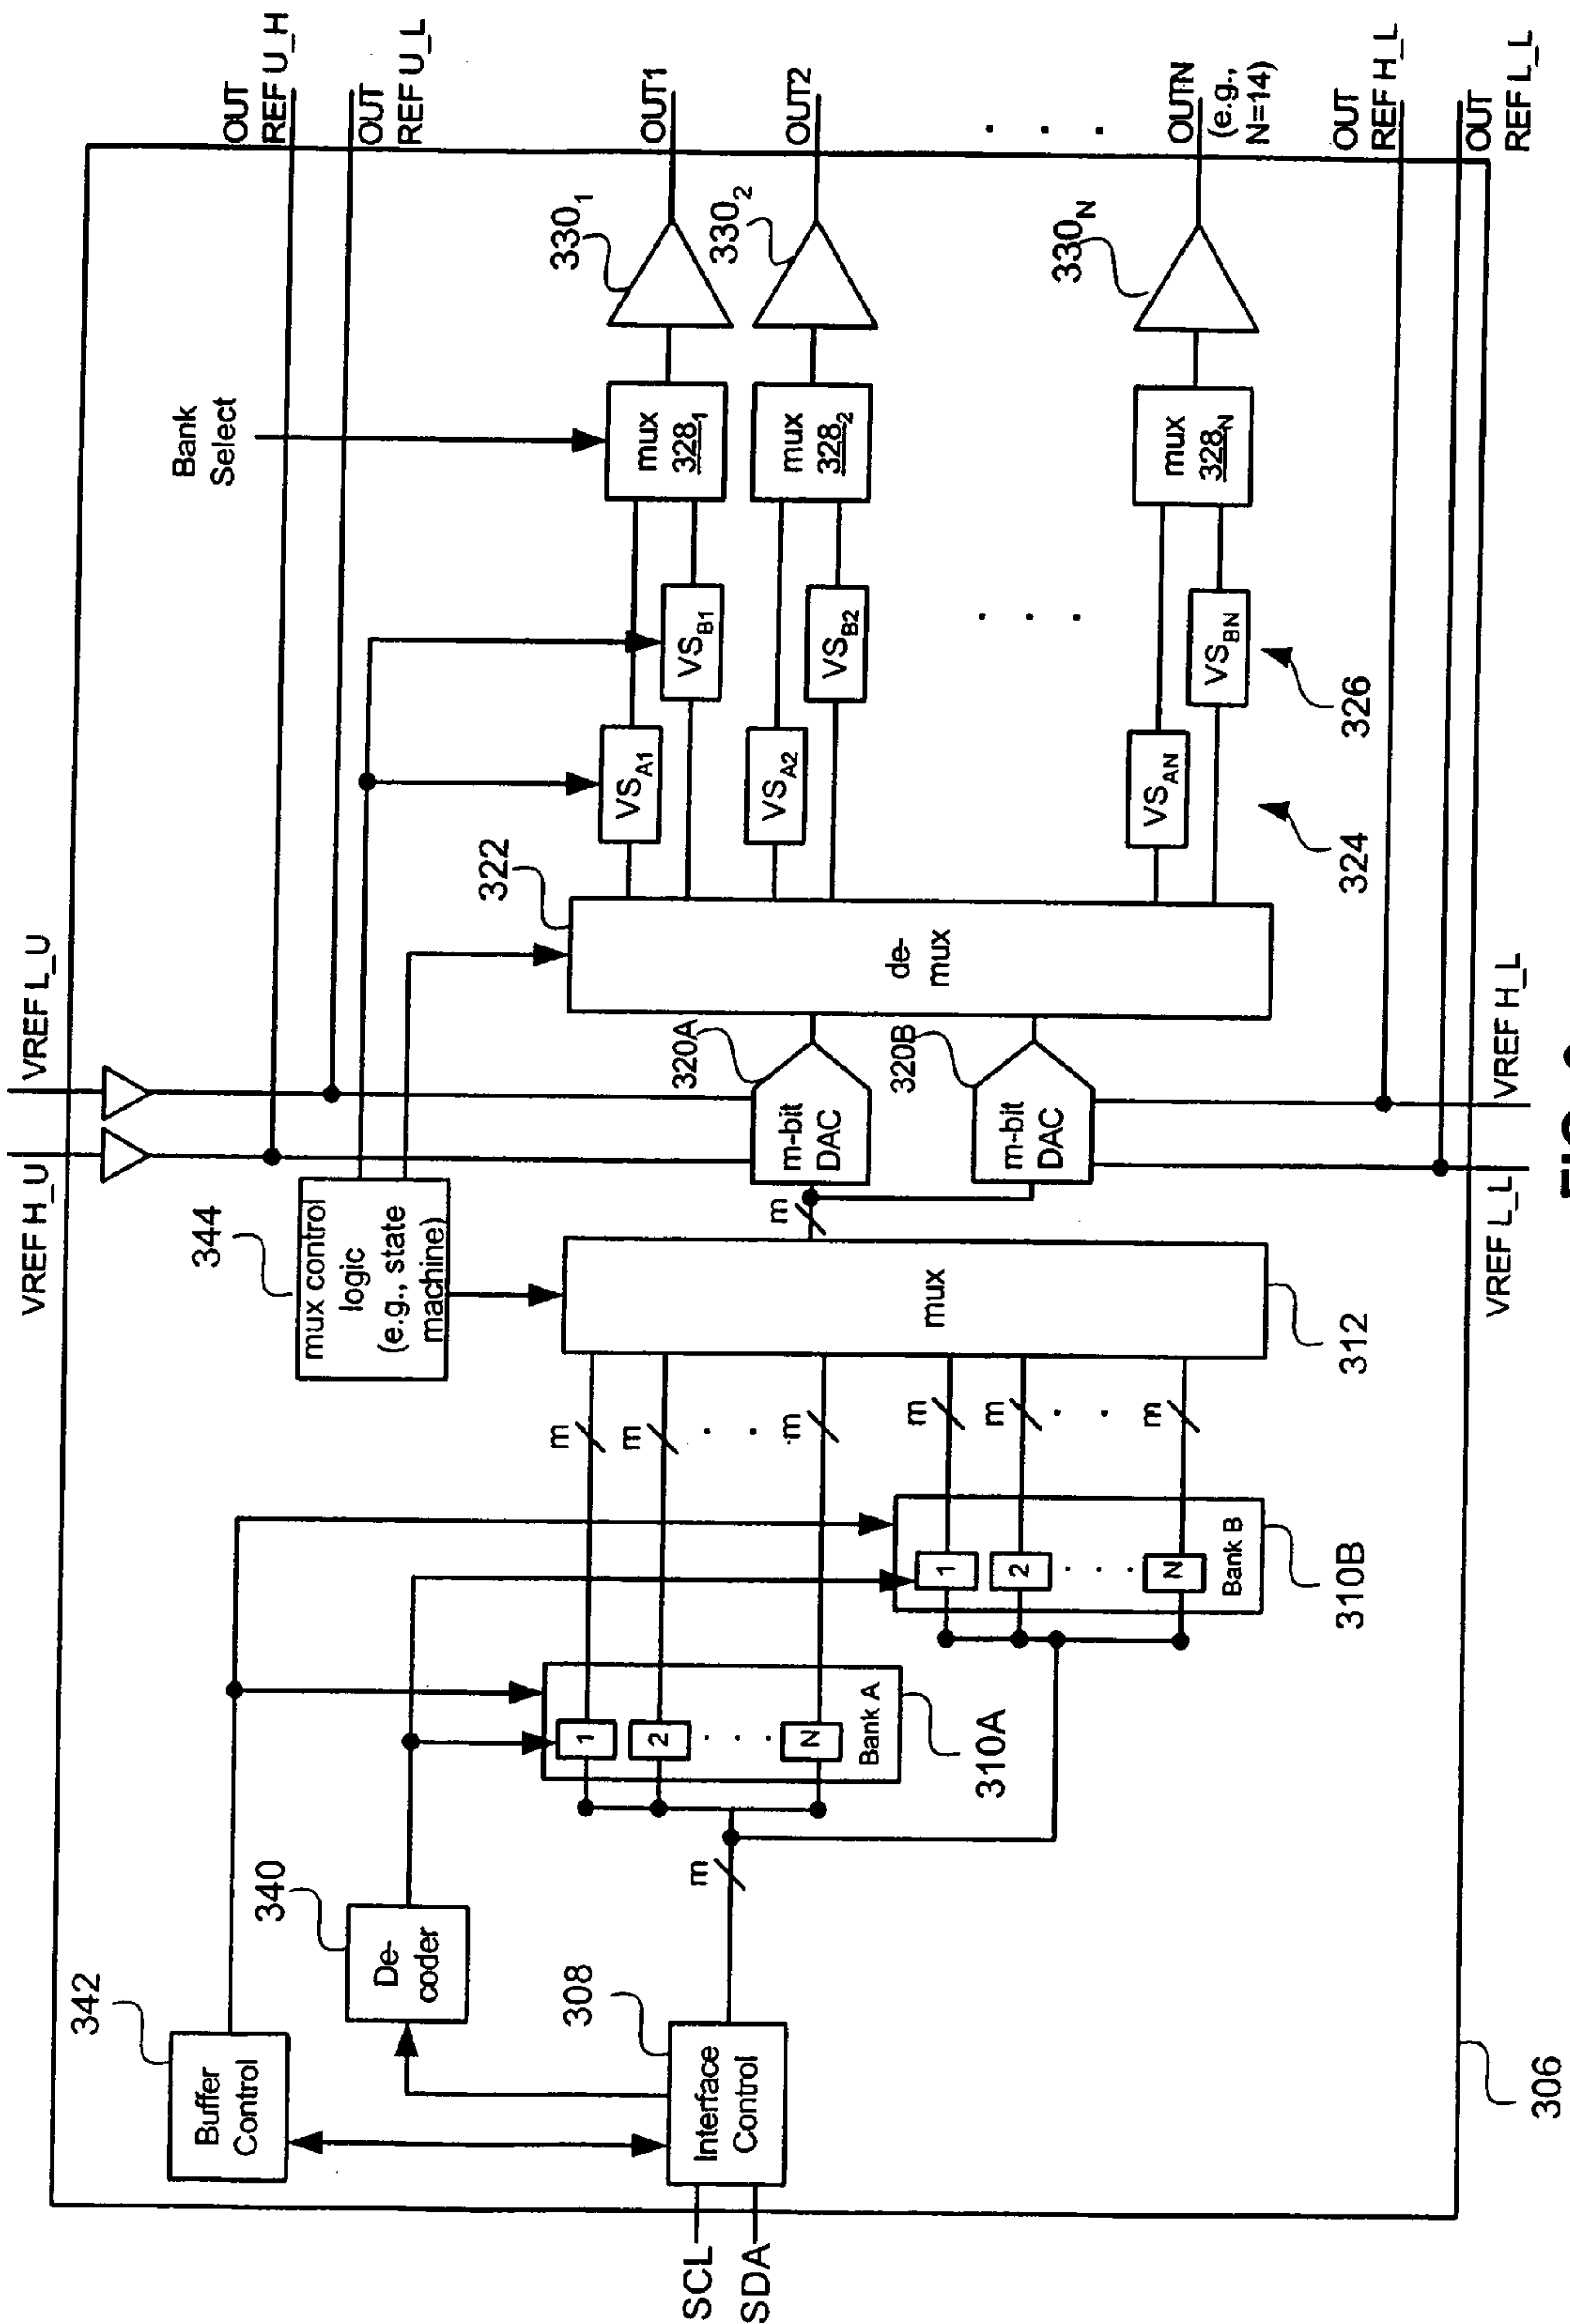 VREF H_U
VREF L_U
OUT
REF U_H
OUT
REF U_L
342
Buffer
Control
340
De-
coder
344
mux control
logic
(e.g., state
machine)
Bank
Select
308
Interface
Control
SCL
SDA
m
1
2
N
Bank A
310A
1
2
N
Bank B
310B
m
m
m
m
m
m
mux
312
m
320A
m-bit
DAC
320B
m-bit
DAC
322
de-
mux
VSA1
VSB1
VSA2
VSB2
VSAN
VSBN
324
326
mux
328₁
mux
328₂
mux
328N
330₁
330₂
330N
OUT1
OUT2
OUTN
(e.g.,
N=14)
OUT
REF H_L
OUT
REF L_L
VREF L_L
VREF H_L
306